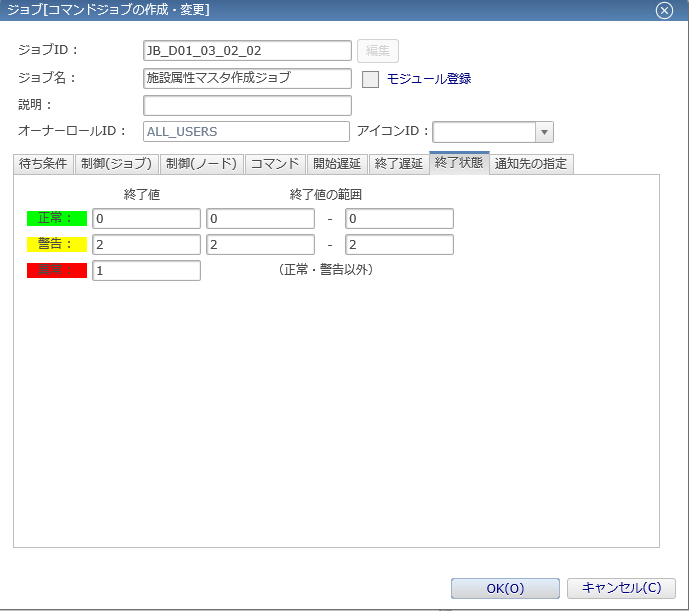 ジョブ[コマンドジョブの作成・変更]
ジョブID： JB_D01_03_02_02 編集
ジョブ名： 施設属性マスタ作成ジョブ モジュール登録
説明：
オーナーロールID： ALL_USERS アイコンID：
待ち条件 制御(ジョブ) 制御(ノード) コマンド 開始遅延 終了遅延 終了状態 通知先の指定
終了値 終了値の範囲
正常： 0 0 - 0
警告： 2 2 - 2
1 （正常・警告以外）
OK(O) キャンセル(C)